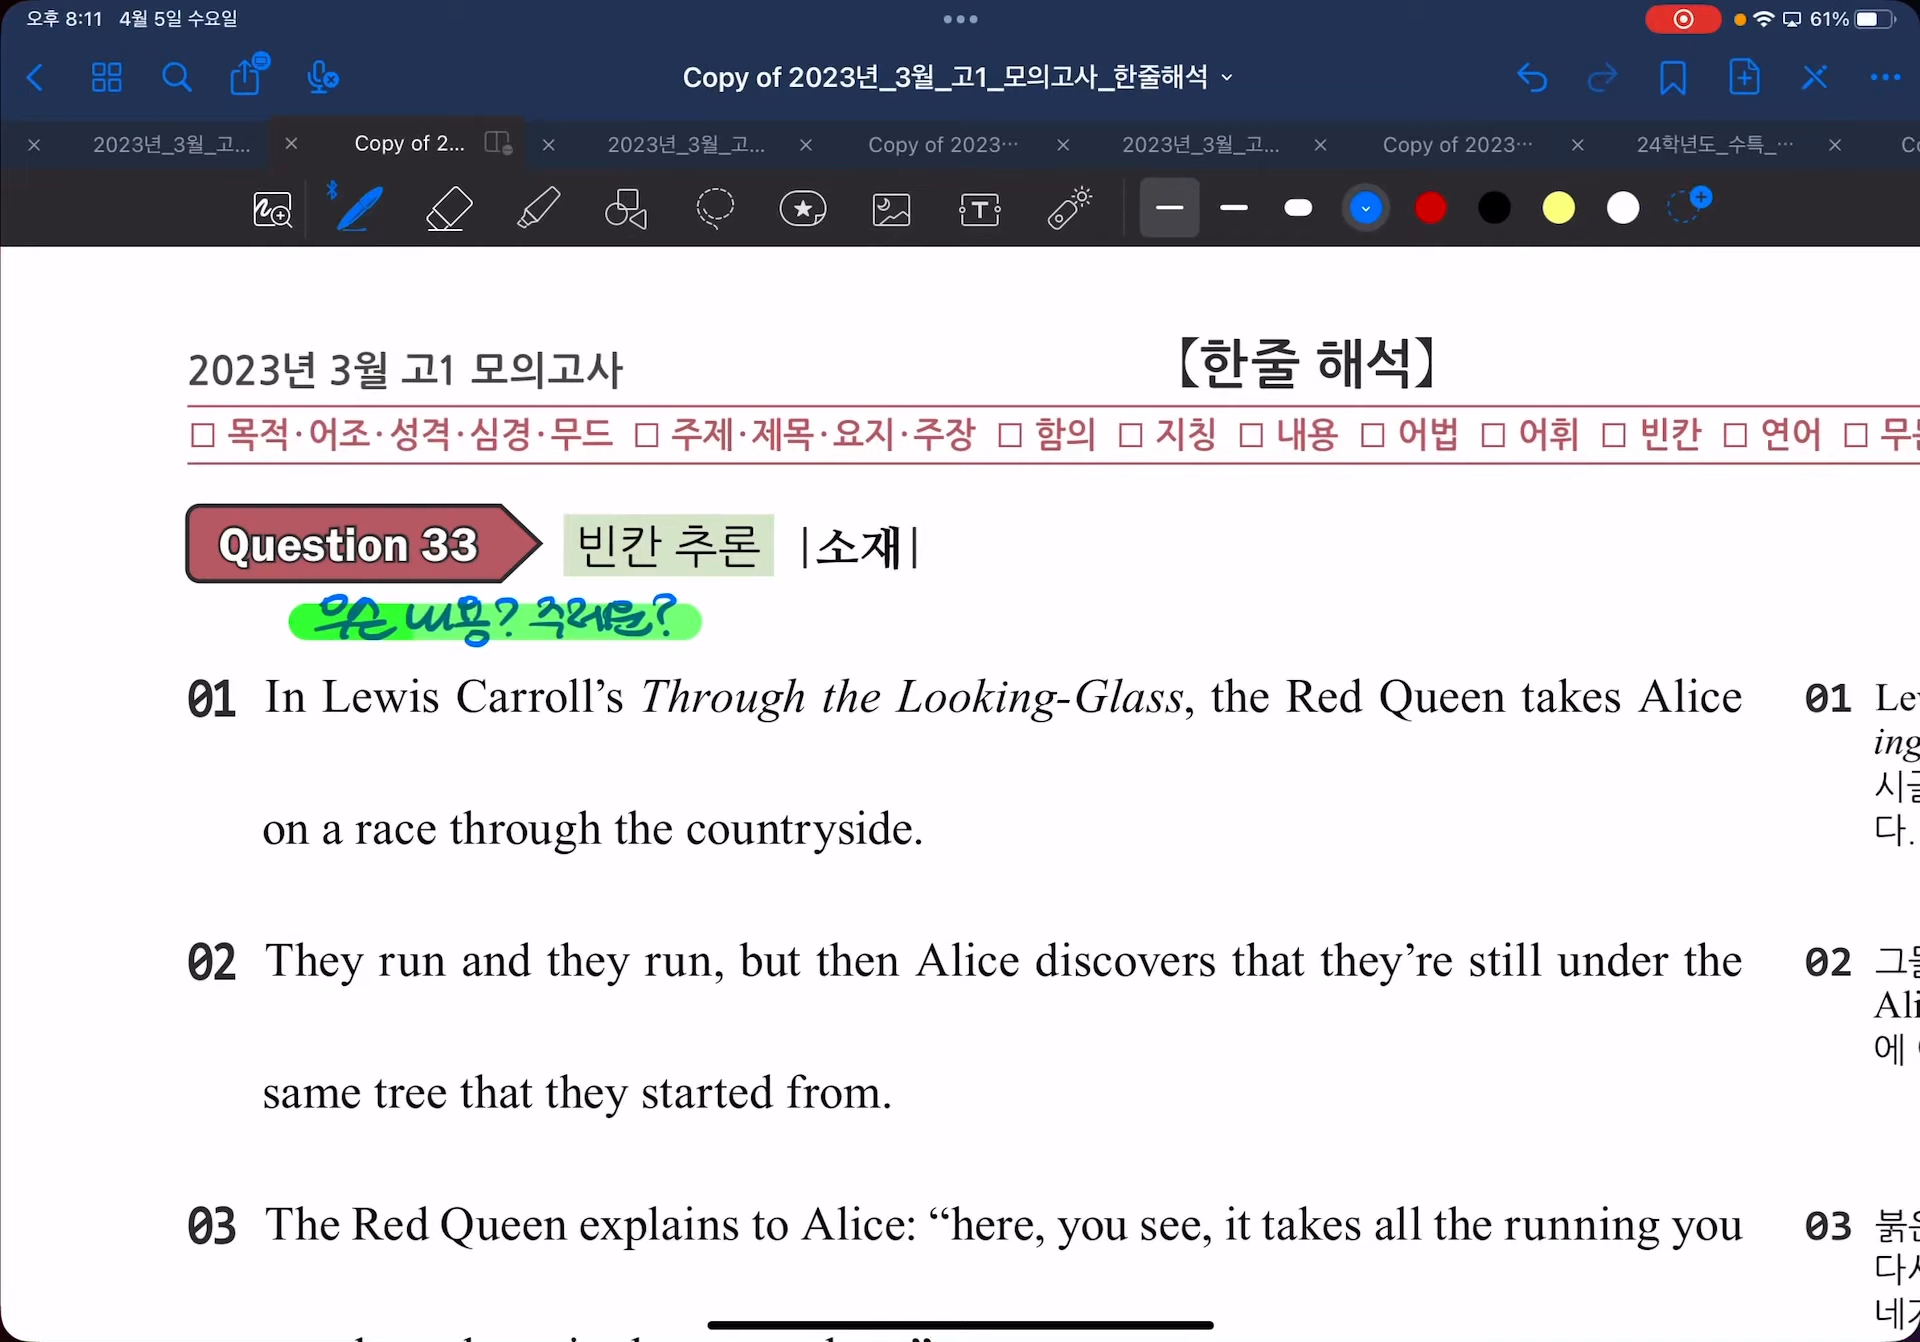 오후 8:11 4월 5일 수요일
61%
Copy of 2023년_3월_고1_모의고사_한줄해석
2023년_3월_고... Copy of 2... 2023년_3월_고... Copy of 2023... 2023년_3월_고... Copy of 2023... 24학년도_수특_...
2023년 3월 고1 모의고사
【한줄 해석】
□ 목적·어조·성격·심경·무드 □ 주제·제목·요지·주장 □ 함의 □ 지칭 □ 내용 □ 어법 □ 어휘 □ 빈칸 □ 연어 □
Question 33 빈칸 추론 |소재|
무슨 내용?
01 In Lewis Carroll’s Through the Looking-Glass, the Red Queen takes Alice
on a race through the countryside.
02 They run and they run, but then Alice discovers that they’re still under the
same tree that they started from.
03 The Red Queen explains to Alice: “here, you see, it takes all the running you
01
ing
다.
02
에
03